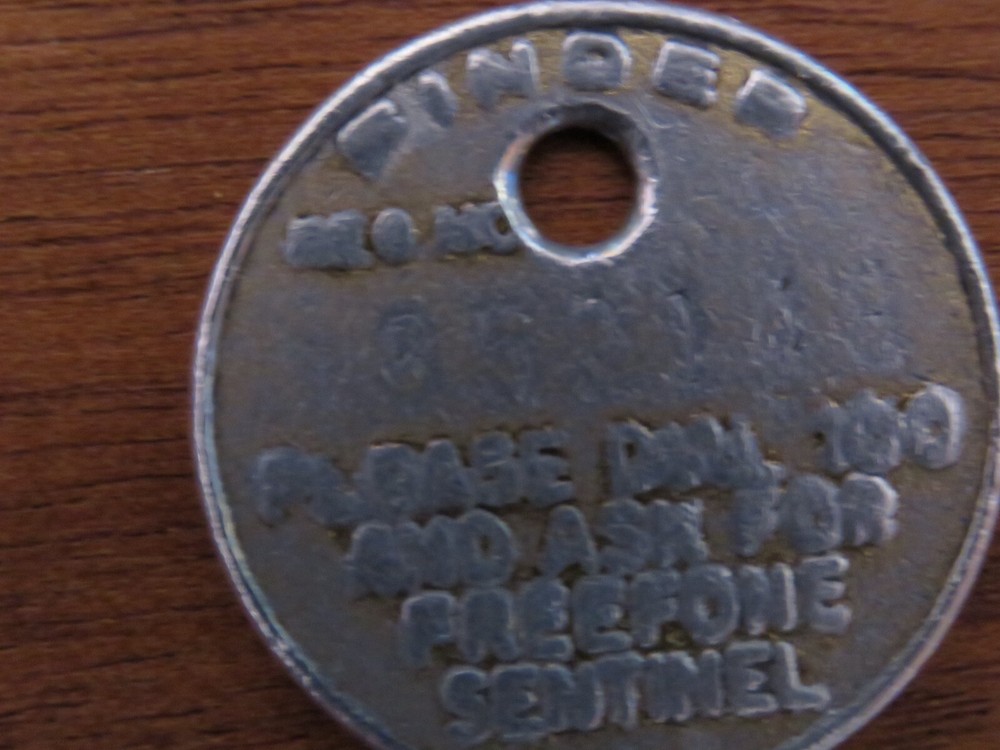 FINDER
REG NO
PLEASE DIAL 100
AND ASK FOR
FREEFONE
SENTINEL